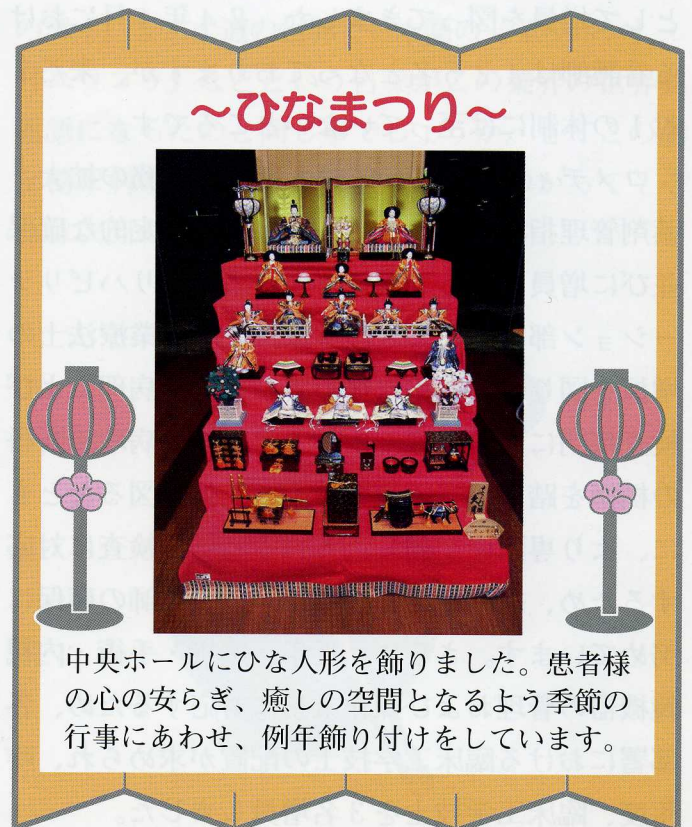 ~ひなまつり~
中央ホールにひな人形を飾りました。患者様
の心の安らぎ、癒しの空間となるよう季節の
行事にあわせ、例年飾り付けをしています。